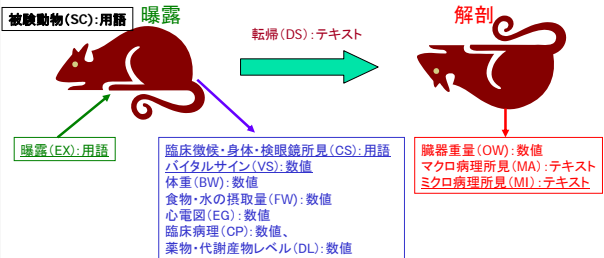 被験動物(SC):用語
曝露
解剖
転帰(DS):テキスト
曝露(EX):用語
臨床徴候・身体・検眼鏡所見(CS):用語
バイタルサイン(VS):数値
体重(BW):数値
食物・水の摂取量(FW):数値
心電図(EG):数値
臨床病理(CP):数値、
薬物・代謝産物レベル(DL):数値
臓器重量(OW):数値
マクロ病理所見(MA):テキスト
ミクロ病理所見(MI):テキスト